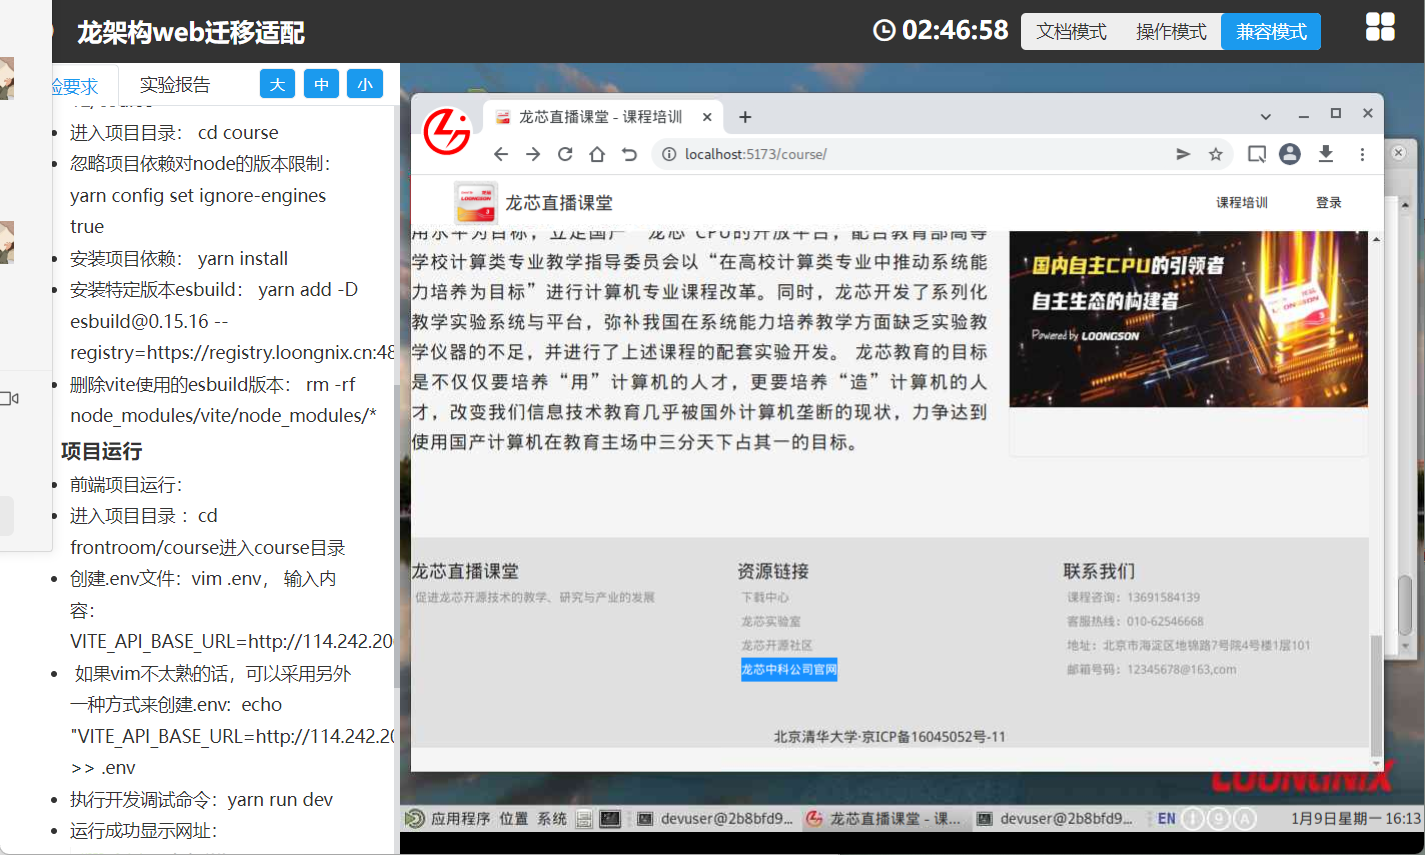 龙架构web迁移适配
02:46:58
文档模式 操作模式 兼容模式
验要求 实验报告 大 中 小
进入项目目录： cd course
忽略项目依赖对node的版本限制：
yarn config set ignore-engines
true
安装项目依赖： yarn install
安装特定版本esbuild： yarn add -D
esbuild@0.15.16 --
registry=https://registry.loongnix.cn:48
删除vite使用的esbuild版本： rm -rf
node_modules/vite/node_modules/*
项目运行
前端项目运行：
进入项目目录 ：cd
frontroom/course进入course目录
创建.env文件：vim .env， 输入内
容：
VITE_API_BASE_URL=http://114.242.20
如果vim不太熟的话，可以采用另外
一种方式来创建.env: echo
"VITE_API_BASE_URL=http://114.242.20
>> .env
执行开发调试命令：yarn run dev
运行成功显示网址：
龙芯直播课堂 - 课程培训
localhost:5173/course/
龙芯直播课堂 课程培训 登录
用水平为目标，立足国产“龙芯”CPU的开放平台，配合教育部高等
学校计算类专业教学指导委员会以“在高校计算类专业中推动系统能
力培养为目标”进行计算机专业课程改革。同时，龙芯开发了系列化
教学实验系统与平台，弥补我国在系统能力培养教学方面缺乏实验教
学仪器的不足，并进行了上述课程的配套实验开发。 龙芯教育的目标
是不仅仅要培养“用”计算机的人才，更要培养“造”计算机的人
才，改变我们信息技术教育几乎被国外计算机垄断的现状，力争达到
使用国产计算机在教育主场中三分天下占其一的目标。
国内自主CPU的引领者
自主生态的构建者
Powered by LOONGSON
龙芯直播课堂
促进龙芯开源技术的教学、研究与产业的发展
资源链接
下载中心
龙芯实验室
龙芯开源社区
龙芯中科公司官网
联系我们
课程咨询：13691584139
客服热线：010-62546668
地址：北京市海淀区地锦路7号院4号楼1层101
邮箱号码：12345678@163,com
北京清华大学·京ICP备16045052号-11
LOONGNIX
应用程序 位置 系统 devuser@2b8bfd9... 龙芯直播课堂 - 课... devuser@2b8bfd9... EN 1月9日星期一 16:13